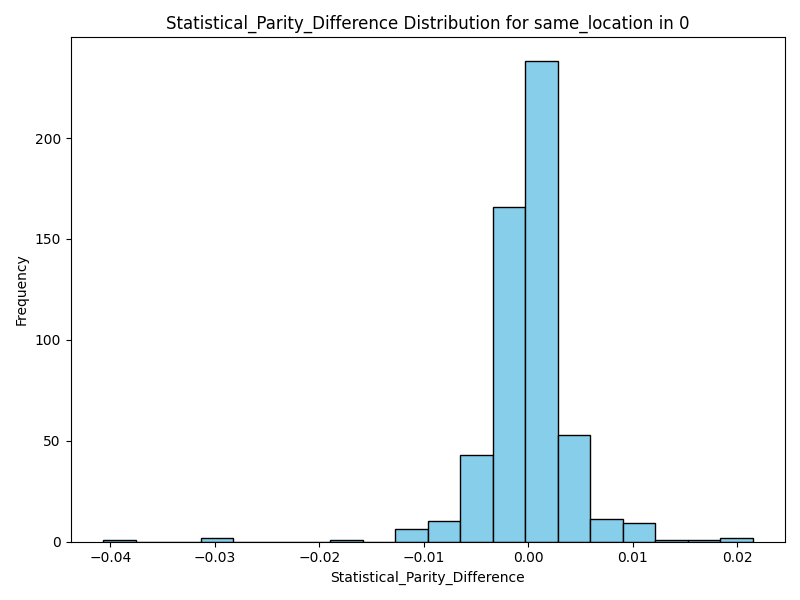 Statistical_Parity_Difference Distribution for same_location in 0
Frequency
200
150
100
50
0
−0.04 −0.03 −0.02 −0.01 0.00 0.01 0.02
Statistical_Parity_Difference